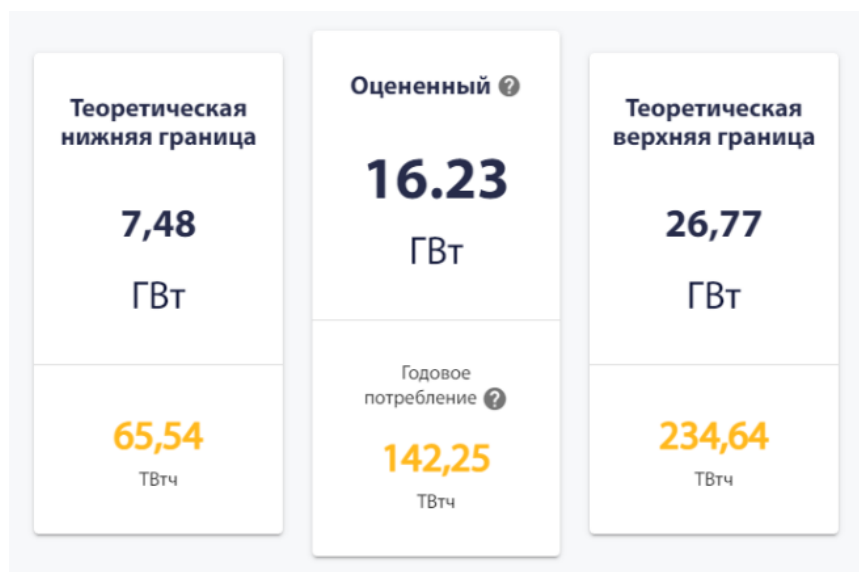 Теоретическая
нижняя граница
7,48
ГВт
65,54
ТВтч
Оцененный ?
16.23
ГВт
Годовое
потребление ?
142,25
ТВтч
Теоретическая
верхняя граница
26,77
ГВт
234,64
ТВтч